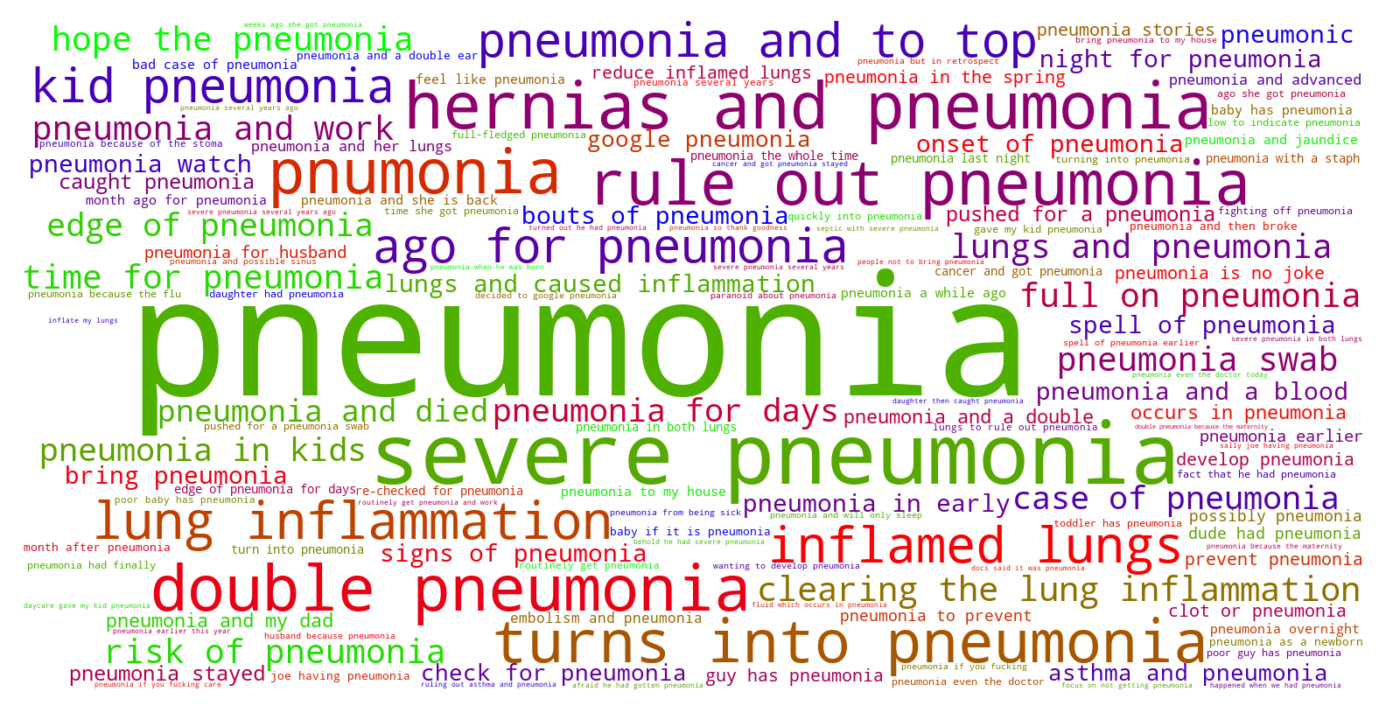 weeks ago she got pneumonia
hope the pneumonia
pneumonia and to top
pneumonia stories
bring pneumonia to my house
pneumonic
bad case of pneumonia
pneumonia and a double ear
pneumonia but in retrospect
night for pneumonia
kid pneumonia
feel like pneumonia
reduce inflamed lungs
pneumonia several years
pneumonia in the spring
pneumonia and advanced
ago she got pneumonia
pneumonia several years ago
hernias and pneumonia
baby has pneumonia
low to indicate pneumonia
pneumonia and work
full-fledged pneumonia
google pneumonia
onset of pneumonia
pneumonia and jaundice
pneumonia because of the stoma
pneumonia and her lungs
pneumonia watch
pnumonia
pneumonia the whole time
cancer and got pneumonia stayed
pneumonia last night
turning into pneumonia
pneumonia with a staph
caught pneumonia
rule out pneumonia
month ago for pneumonia
pneumonia and she is back
severe pneumonia several years ago
time she got pneumonia
bouts of pneumonia
quickly into pneumonia
pushed for a pneumonia
fighting off pneumonia
edge of pneumonia
turned out he had pneumonia
pneumonia so thank goodness
septic with severe pneumonia
gave my kid pneumonia
pneumonia and then broke
pneumonia for husband
ago for pneumonia
lungs and pneumonia
pneumonia and possible sinus
pneumonia when he was born
severe pneumonia several years
people not to bring pneumonia
cancer and got pneumonia
pneumonia is no joke
time for pneumonia
lungs and caused inflammation
pneumonia because the flu
daughter had pneumonia
decided to google pneumonia
paranoid about pneumonia
pneumonia a while ago
full on pneumonia
inflate my lungs
pneumonia
spell of pneumonia
spell of pneumonia earlier
severe pneumonia in both lungs
pneumonia swab
pneumonia even the doctor today
pneumonia and a blood
pneumonia and died
pneumonia for days
daughter then caught pneumonia
pneumonia and a double
occurs in pneumonia
pushed for a pneumonia swab
pneumonia in both lungs
lungs to rule out pneumonia
double pneumonia because the maternity
pneumonia earlier
pneumonia in kids
severe pneumonia
sally joe having pneumonia
develop pneumonia
bring pneumonia
fact that he had pneumonia
edge of pneumonia for days
re-checked for pneumonia
pneumonia to my house
poor baby has pneumonia
routinely get pneumonia and work
pneumonia in early
case of pneumonia
lung inflammation
pneumonia from being sick
pneumonia and will only sleep
possibly pneumonia
toddler has pneumonia
baby if it is pneumonia
dude had pneumonia
behold he had severe pneumonia
month after pneumonia
turn into pneumonia
signs of pneumonia
inflamed lungs
pneumonia because the maternity
prevent pneumonia
pneumonia had finally
routinely get pneumonia
wanting to develop pneumonia
docs said it was pneumonia
double pneumonia
clearing the lung inflammation
daycare gave my kid pneumonia
fluid which occurs in pneumonia
clot or pneumonia
pneumonia and my dad
embolism and pneumonia
pneumonia to prevent
pneumonia earlier this year
husband because pneumonia
turns into pneumonia
pneumonia overnight
pneumonia as a newborn
risk of pneumonia
poor guy has pneumonia
pneumonia stayed
joe having pneumonia
check for pneumonia
guy has pneumonia
pneumonia if you fucking
asthma and pneumonia
pneumonia even the doctor
pneumonia if you fucking care
ruling out asthma and pneumonia
afraid he had gotten pneumonia
focus on not getting pneumonia
happened when we had pneumonia